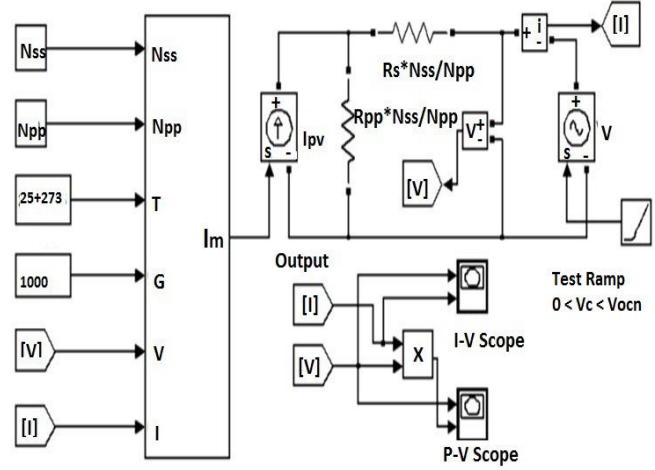 Nss
Nss
Npp
Npp
25+273
T
1000
G
[V]
V
[I]
I
Im
+
s -
Ipv
Rs*Nss/Npp
Rpp*Nss/Npp
V + -
[V]
+ i -
[I]
+
s -
V
Test Ramp
0 < Vc < Vocn
Output
[I]
[V]
X
I-V Scope
P-V Scope